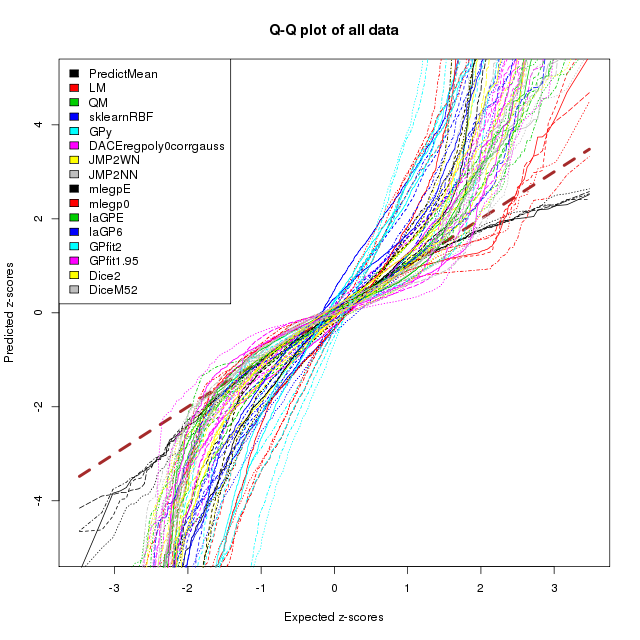 Q-Q plot of all data
PredictMean
LM
QM
sklearnRBF
GPy
DACEregpoly0corrgauss
JMP2WN
JMP2NN
mlegpE
mlegp0
laGPE
laGP6
GPfit2
GPfit1.95
Dice2
DiceM52
4
2
0
-2
-4
Predicted z-scores
-3 -2 -1 0 1 2 3
Expected z-scores